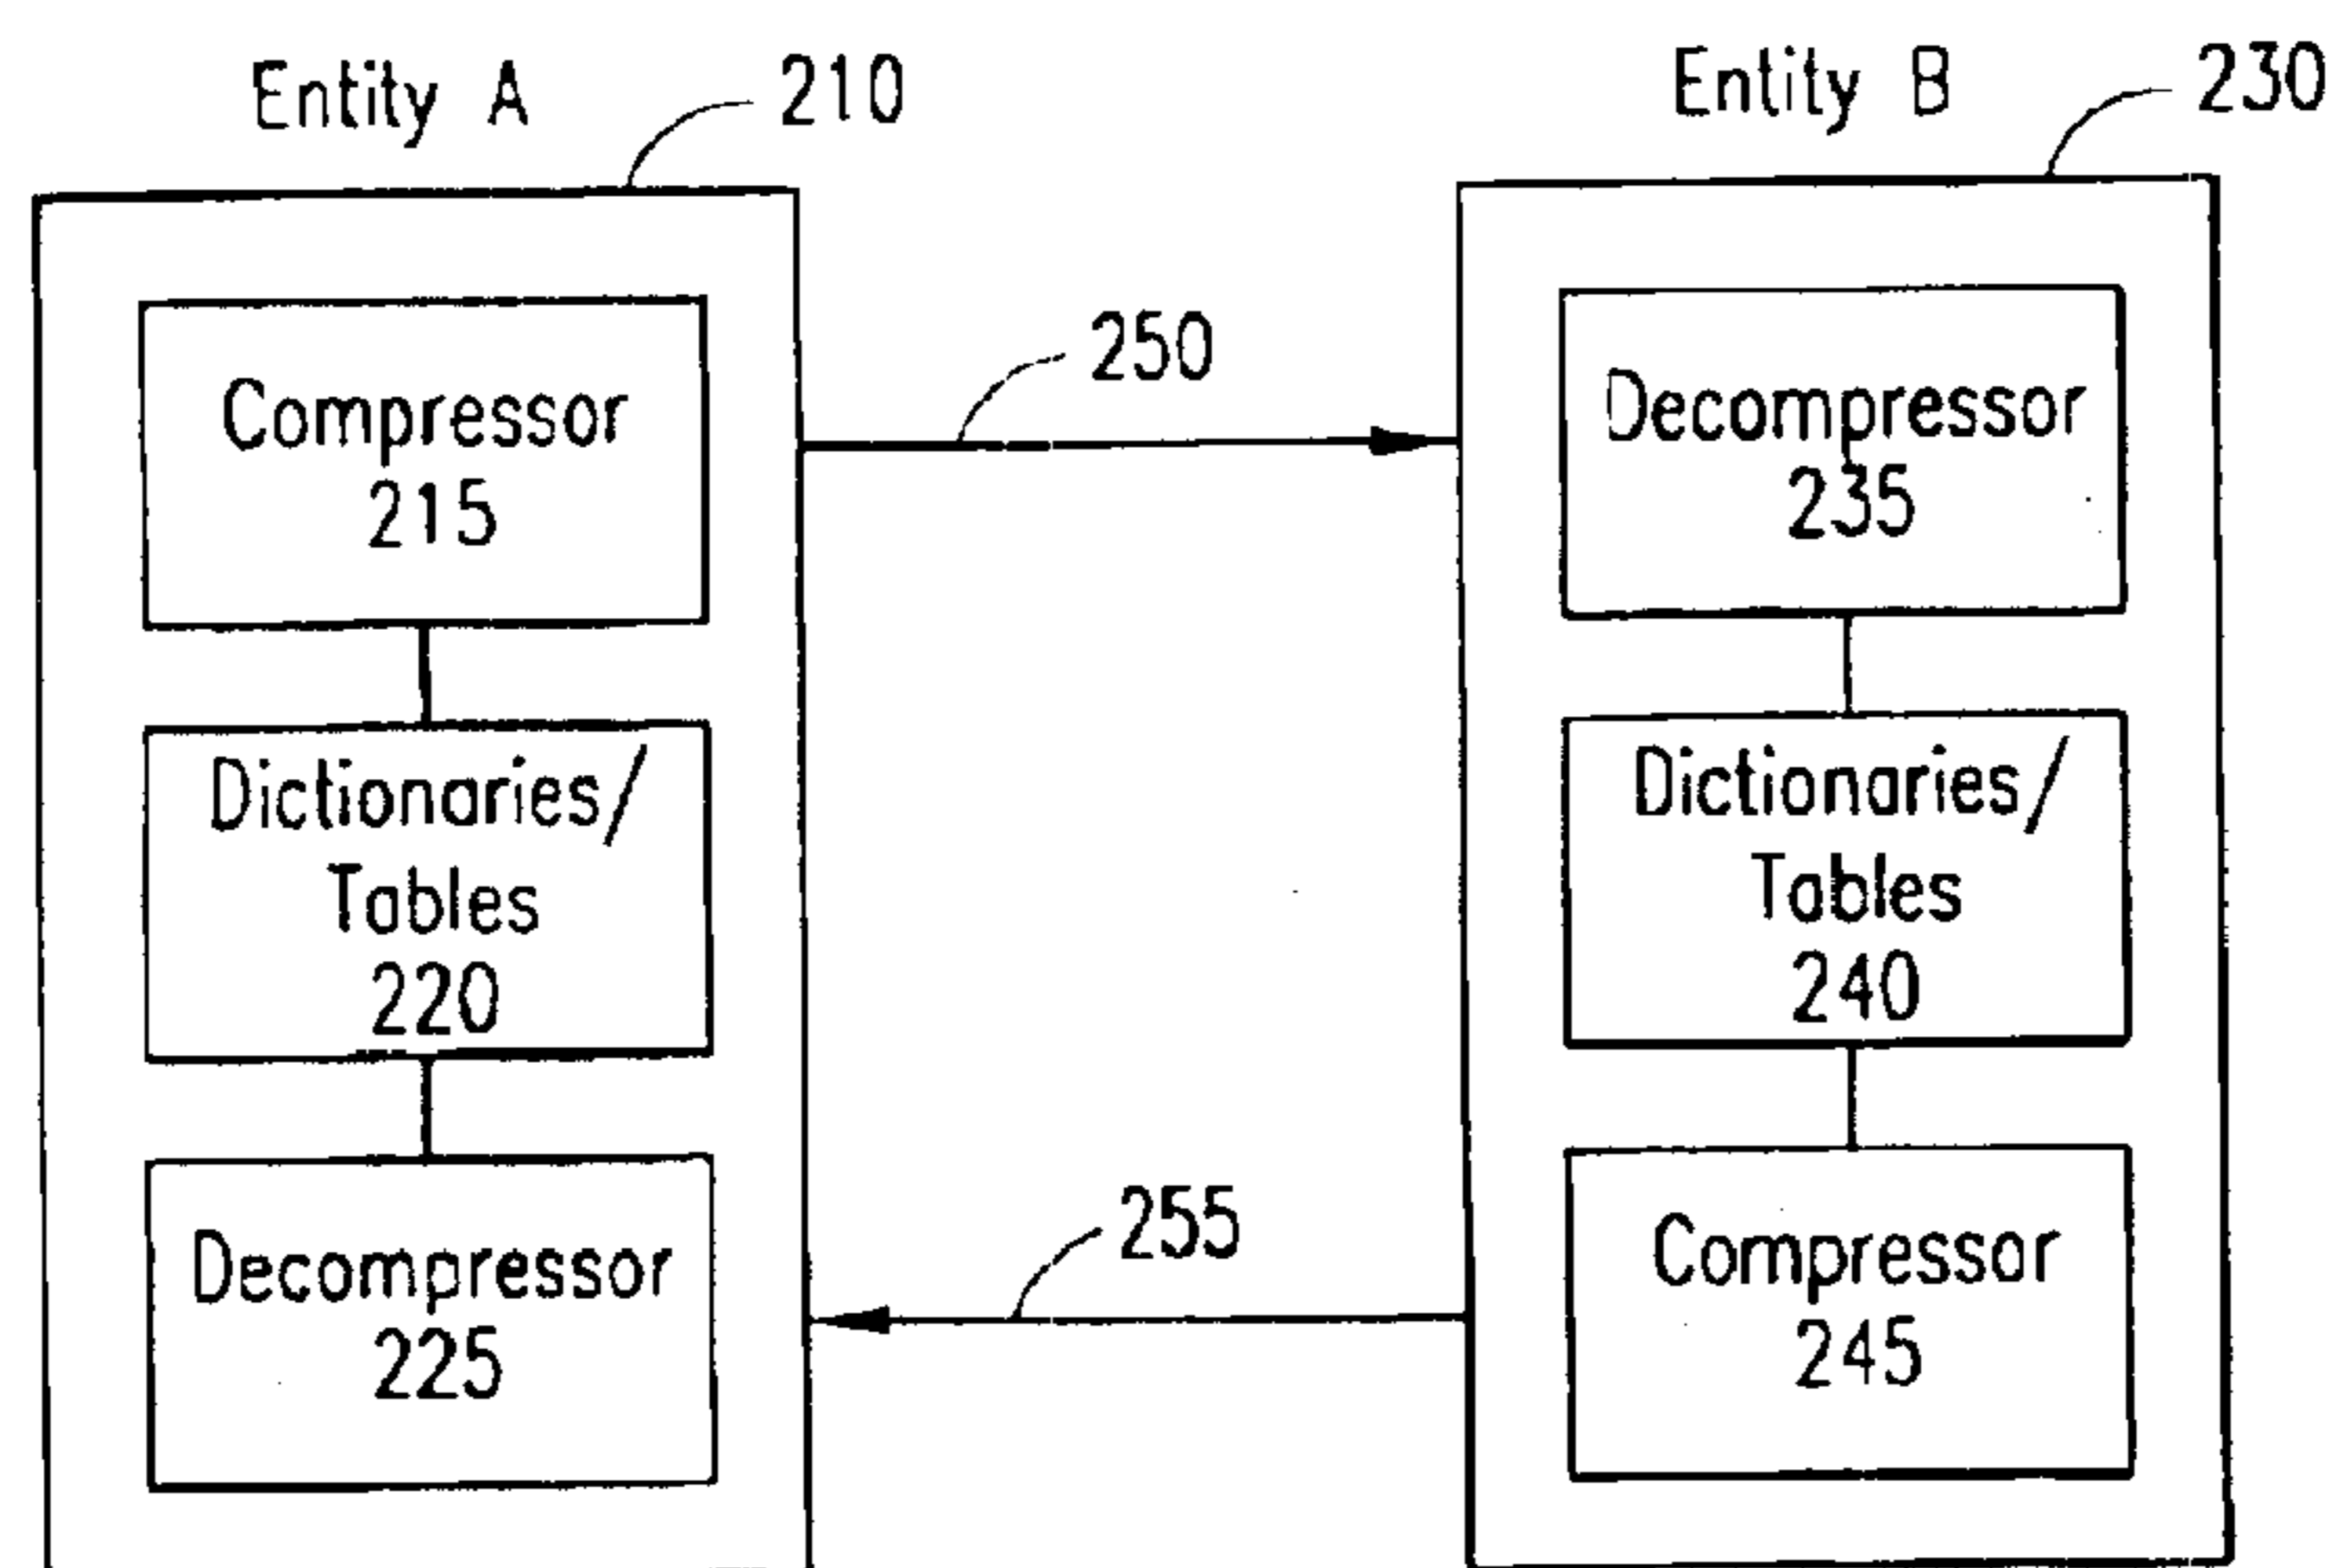 Entity A
210
Entity B
230
Compressor
215
250
Decompressor
235
Dictionaries/
Tables
220
Dictionaries/
Tables
240
Decompressor
225
255
Compressor
245